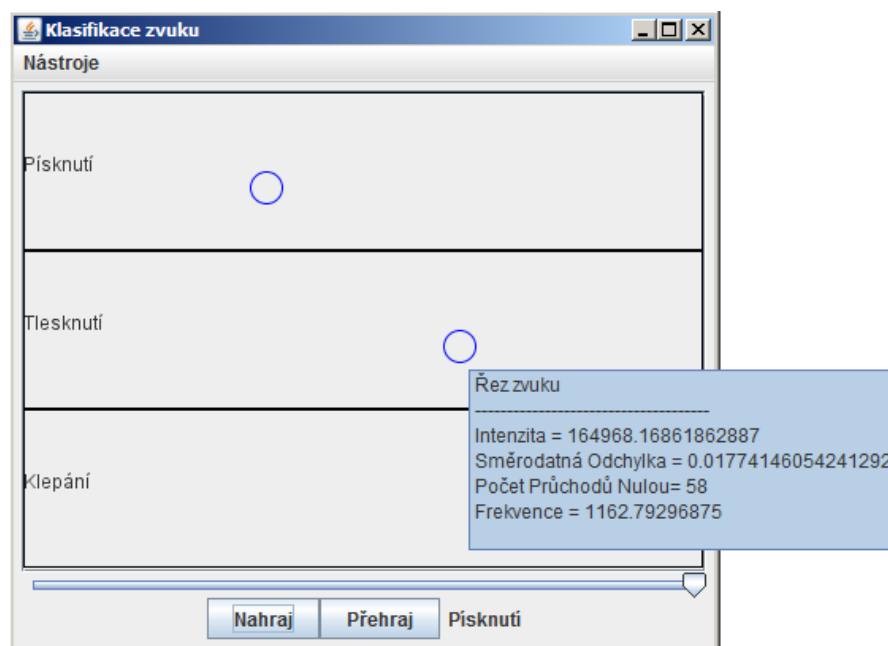 Klasifikace zvuku
Nástroje
Písknutí
Tlesknutí
Řez zvuku
-------------------------------------
Intenzita = 164968.16861862887
Směrodatná Odchylka = 0.01774146054241292
Počet Průchodů Nulou= 58
Frekvence = 1162.79296875
Klepání
Nahraj Přehraj Písknutí